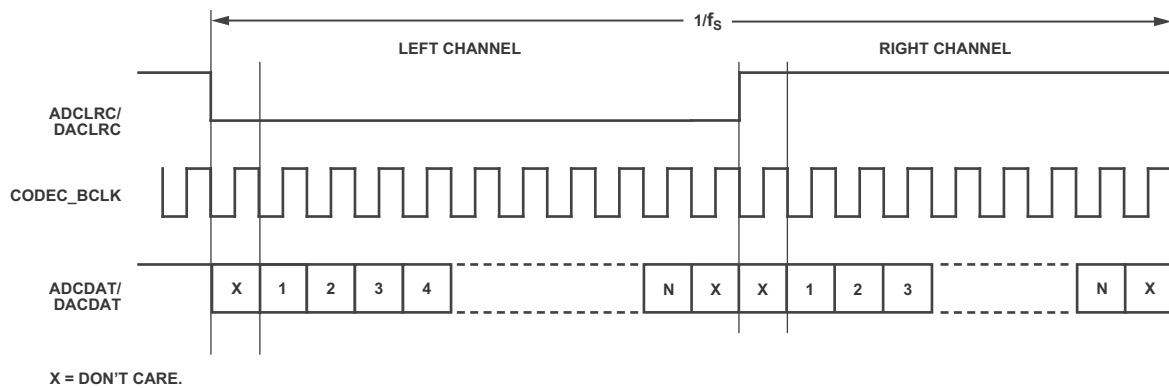 1/fS
LEFT CHANNEL RIGHT CHANNEL
ADCLRC/
DACLRC
CODEC_BCLK
ADCDAT/
DACDAT
X 1 2 3 4 N X X 1 2 3 N X
X = DON'T CARE.